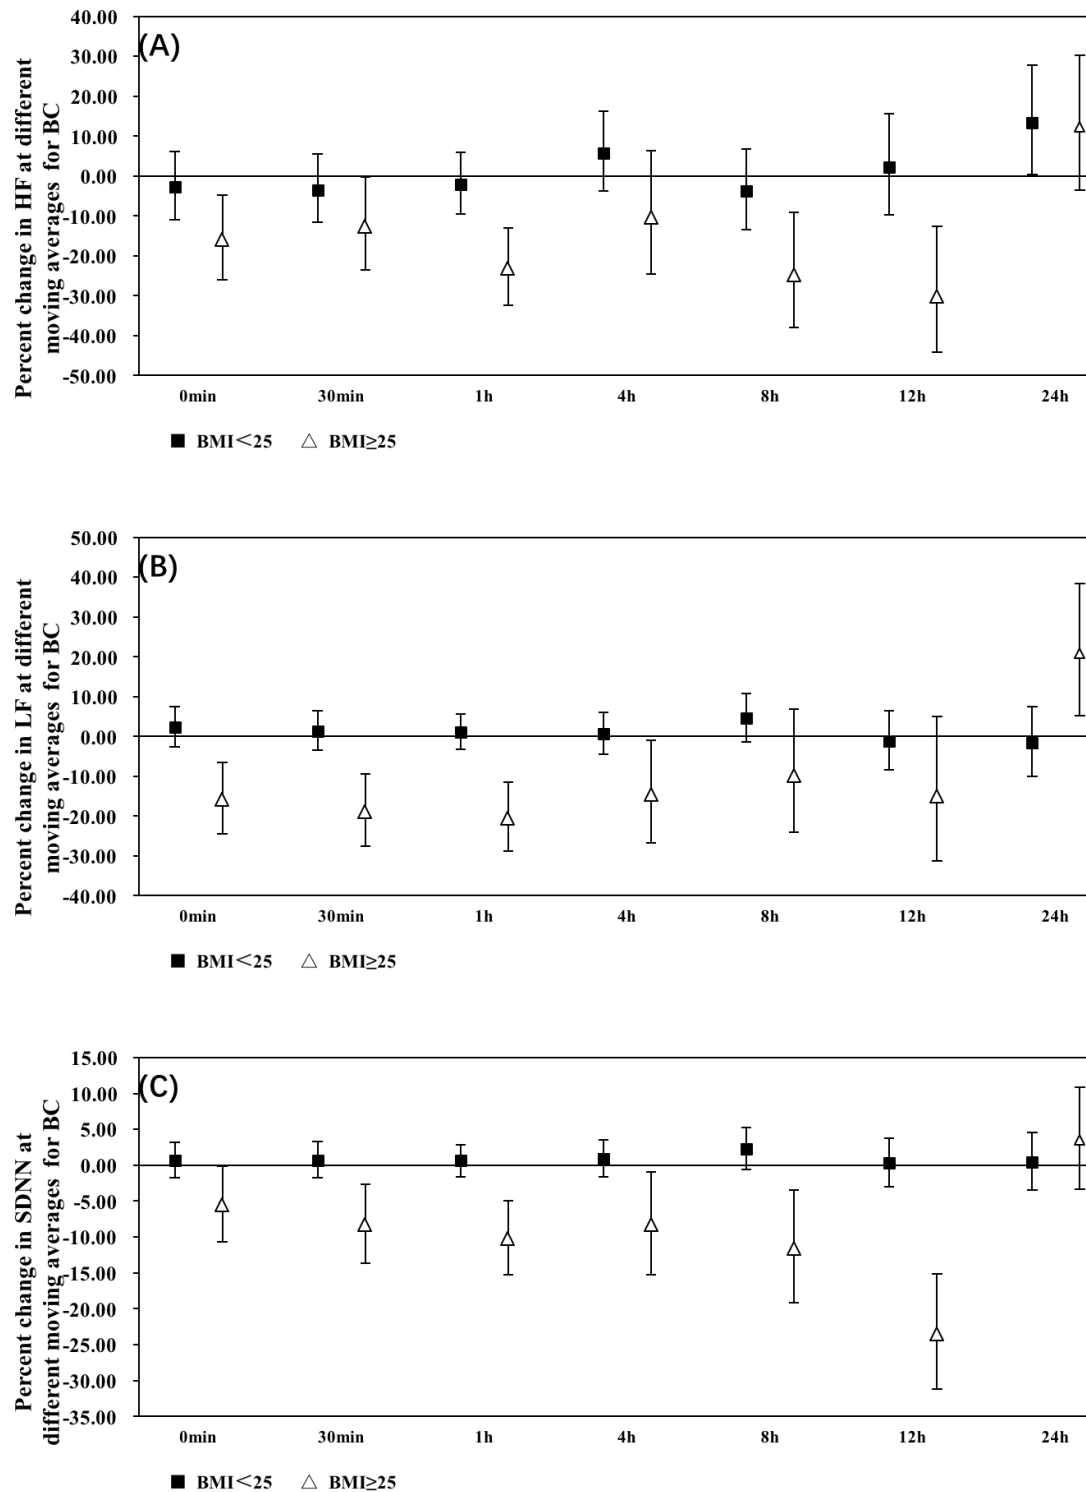 (A)
Percent change in HF at different
moving averages for BC
40.00
30.00
20.00
10.00
0.00
-10.00
-20.00
-30.00
-40.00
-50.00
0min 30min 1h 4h 8h 12h 24h
■ BMI<25 △ BMI≥25
(B)
Percent change in LF at different
moving averages for BC
50.00
40.00
30.00
20.00
10.00
0.00
-10.00
-20.00
-30.00
-40.00
0min 30min 1h 4h 8h 12h 24h
■ BMI<25 △ BMI≥25
(C)
Percent change in SDNN at
different moving averages for BC
15.00
10.00
5.00
0.00
-5.00
-10.00
-15.00
-20.00
-25.00
-30.00
-35.00
0min 30min 1h 4h 8h 12h 24h
■ BMI<25 △ BMI≥25